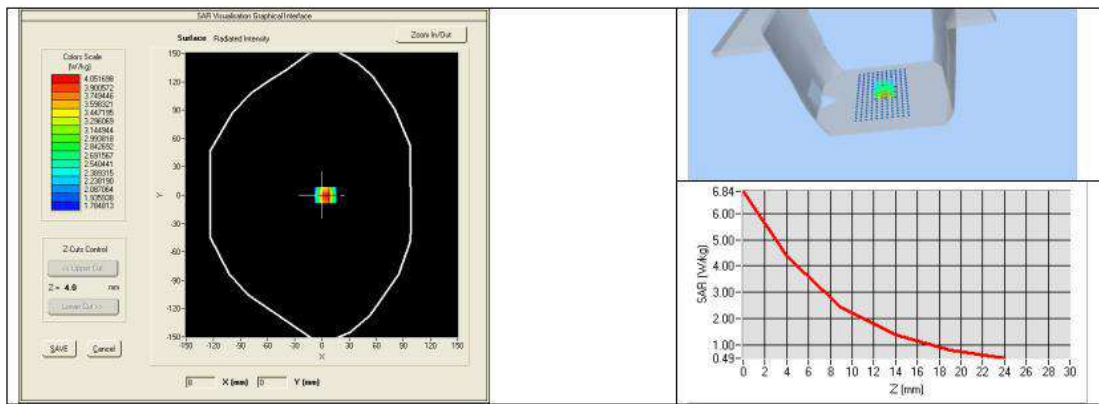 SAR Visualisation Graphical Interface
Surface Radiated Intensity
Zoom In/Out
Colors Scale
(W/kg)
4.051698
3.900572
3.749446
3.598321
3.447195
3.296069
3.144944
2.993818
2.842692
2.691567
2.540441
2.389315
2.238190
2.087064
1.935938
1.784813
150
120
90
60
30
0
-30
-60
-90
-120
-150
Y
-150 -120 -90 -60 -30 0 30 60 90 120 150
X
Z-Cuts Control
<< Upper Cut
Z = 4.0 mm
Lower Cut >>
SAVE Cancel
0 X (mm) 0 Y (mm)
6.84
6.00
5.00
4.00
3.00
2.00
1.00
0.49
SAR (W/kg)
0 2 4 6 8 10 12 14 16 18 20 22 24 26 28 30
Z (mm)